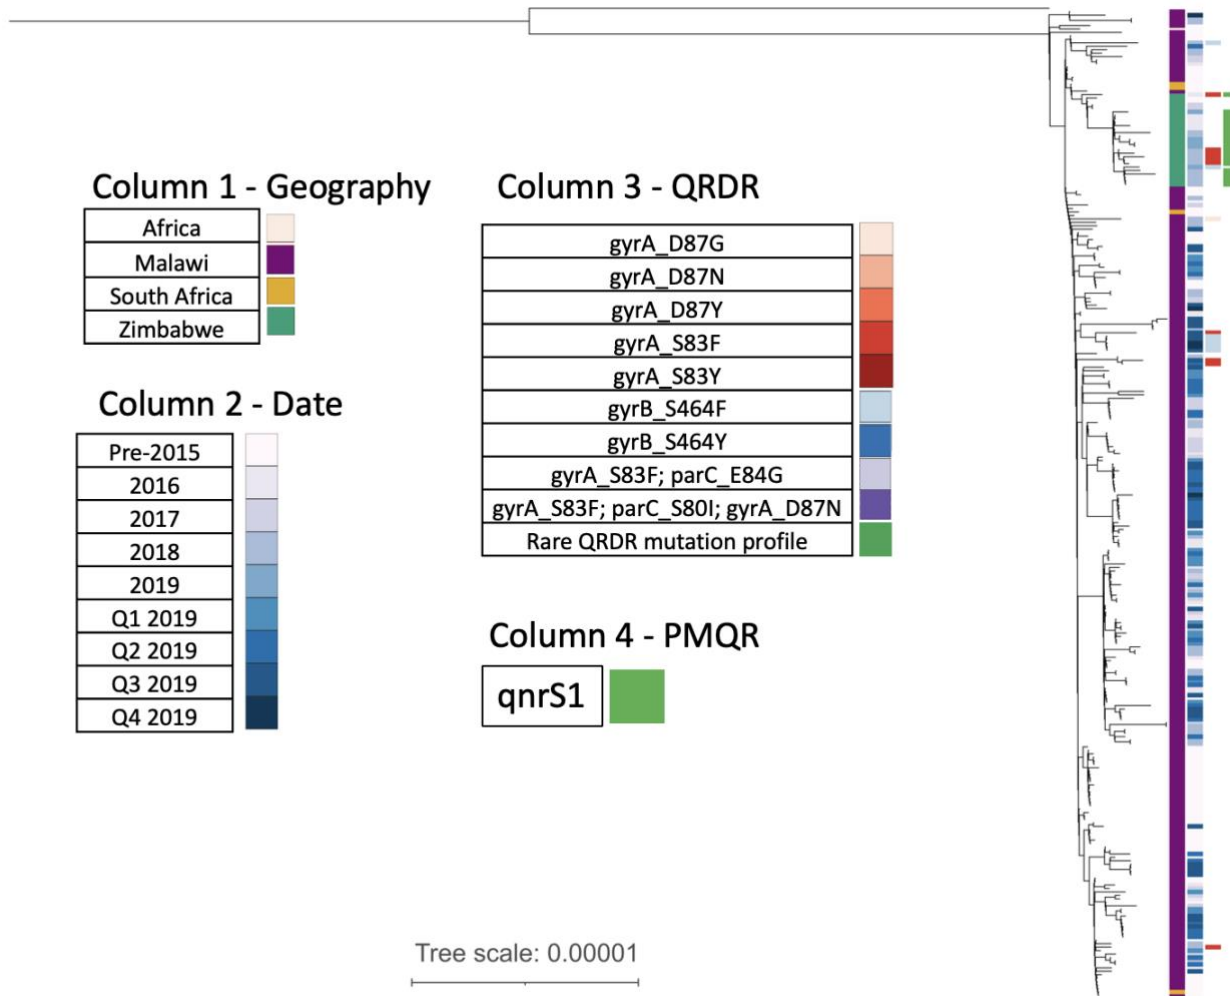 Column 1 - Geography
Africa
Malawi
South Africa
Zimbabwe
Column 2 - Date
Pre-2015
2016
2017
2018
2019
Q1 2019
Q2 2019
Q3 2019
Q4 2019
Column 3 - QRDR
gyrA_D87G
gyrA_D87N
gyrA_D87Y
gyrA_S83F
gyrA_S83Y
gyrB_S464F
gyrB_S464Y
gyrA_S83F; parC_E84G
gyrA_S83F; parC_S80I; gyrA_D87N
Rare QRDR mutation profile
Column 4 - PMQR
qnrS1
Tree scale: 0.00001